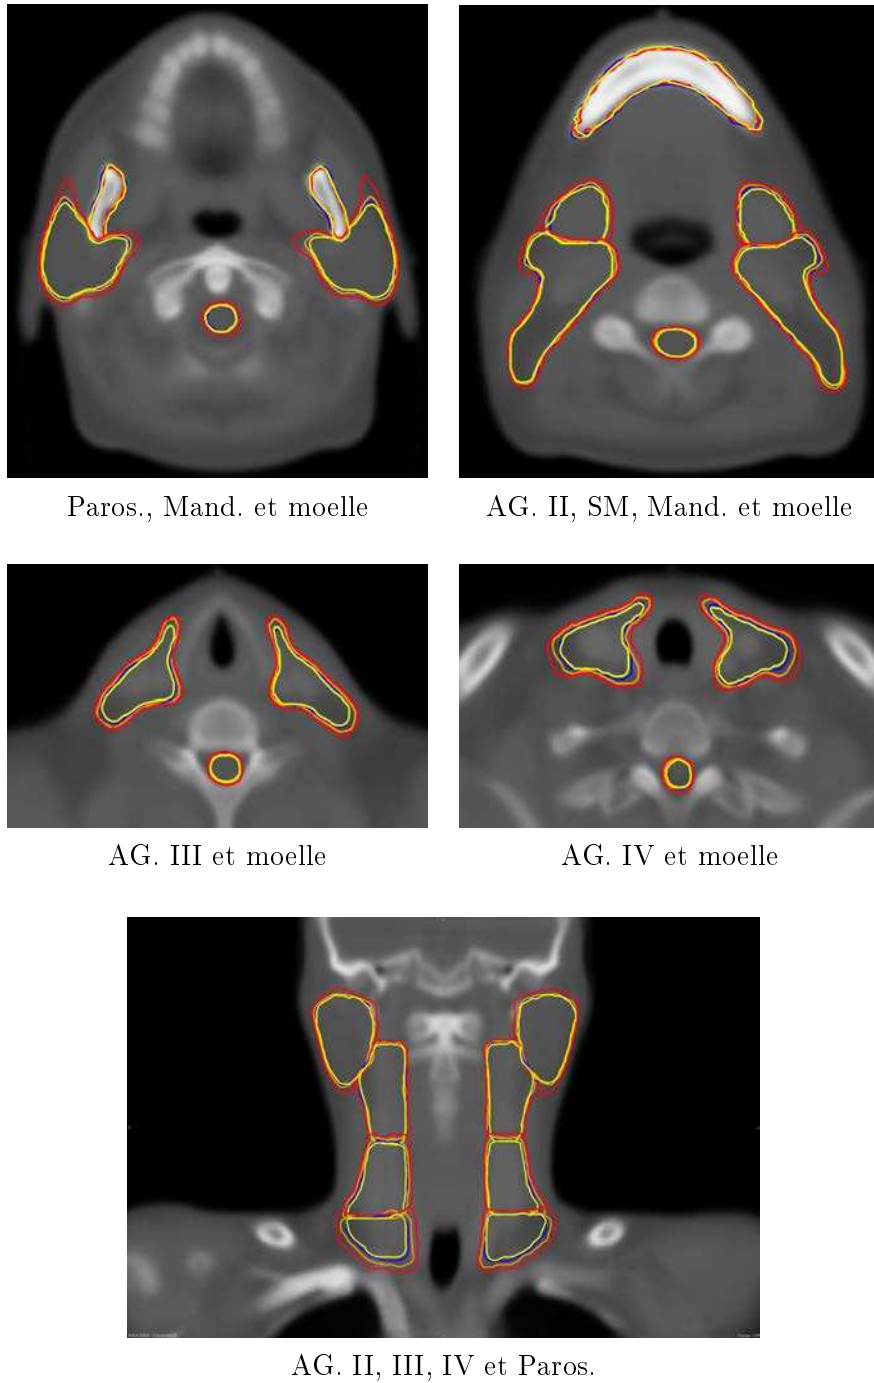 Paros., Mand. et moelle
AG. II, SM, Mand. et moelle
AG. III et moelle
AG. IV et moelle
AG. II, III, IV et Paros.